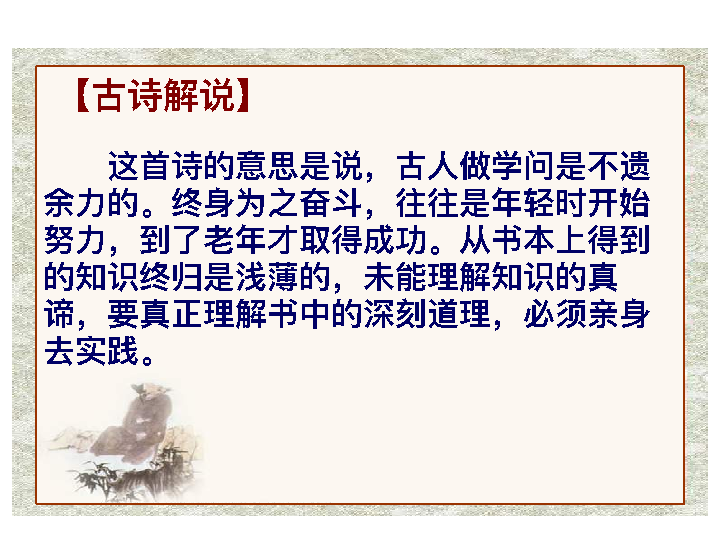 【古诗解说】
这首诗的意思是说，古人做学问是不遗
余力的。终身为之奋斗，往往是年轻时开始
努力，到了老年才取得成功。从书本上得到
的知识终归是浅薄的，未能理解知识的真
谛，要真正理解书中的深刻道理，必须亲身
去实践。